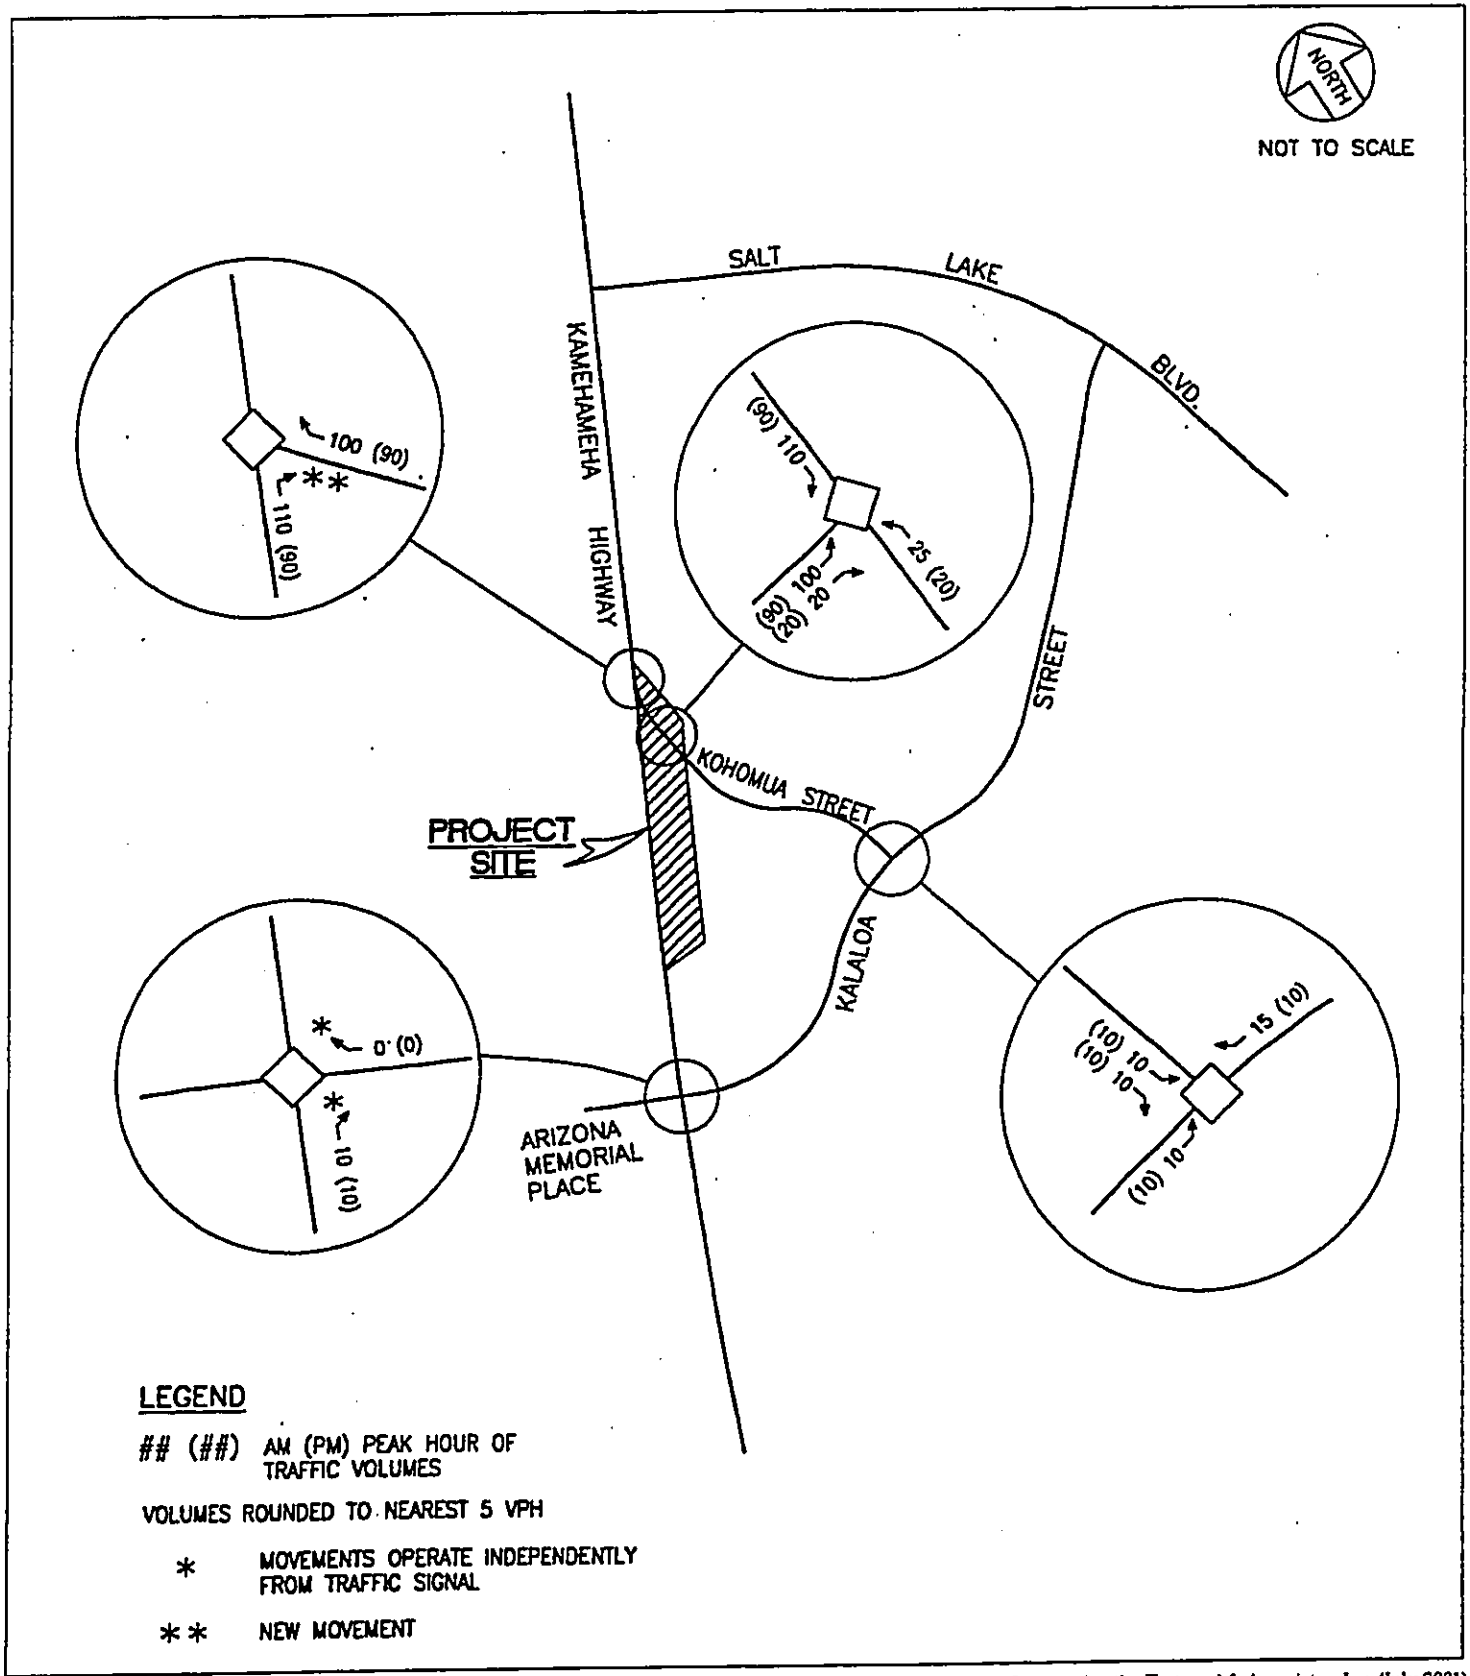 NORTH
NOT TO SCALE
SALT LAKE BLVD.
KAMEHAMEHA HIGHWAY
100 (90)
**
110 (90)
(90) 110
25 (20)
(90) 100
(20) 20
STREET
KOHOMUA STREET
PROJECT
SITE
KALALOA
*
0 (0)
*
10 (10)
15 (10)
(10) 10
(10) 10
(10) 10
ARIZONA
MEMORIAL
PLACE
LEGEND
## (##) AM (PM) PEAK HOUR OF
TRAFFIC VOLUMES
VOLUMES ROUNDED TO NEAREST 5 VPH
* MOVEMENTS OPERATE INDEPENDENTLY
FROM TRAFFIC SIGNAL
** NEW MOVEMENT